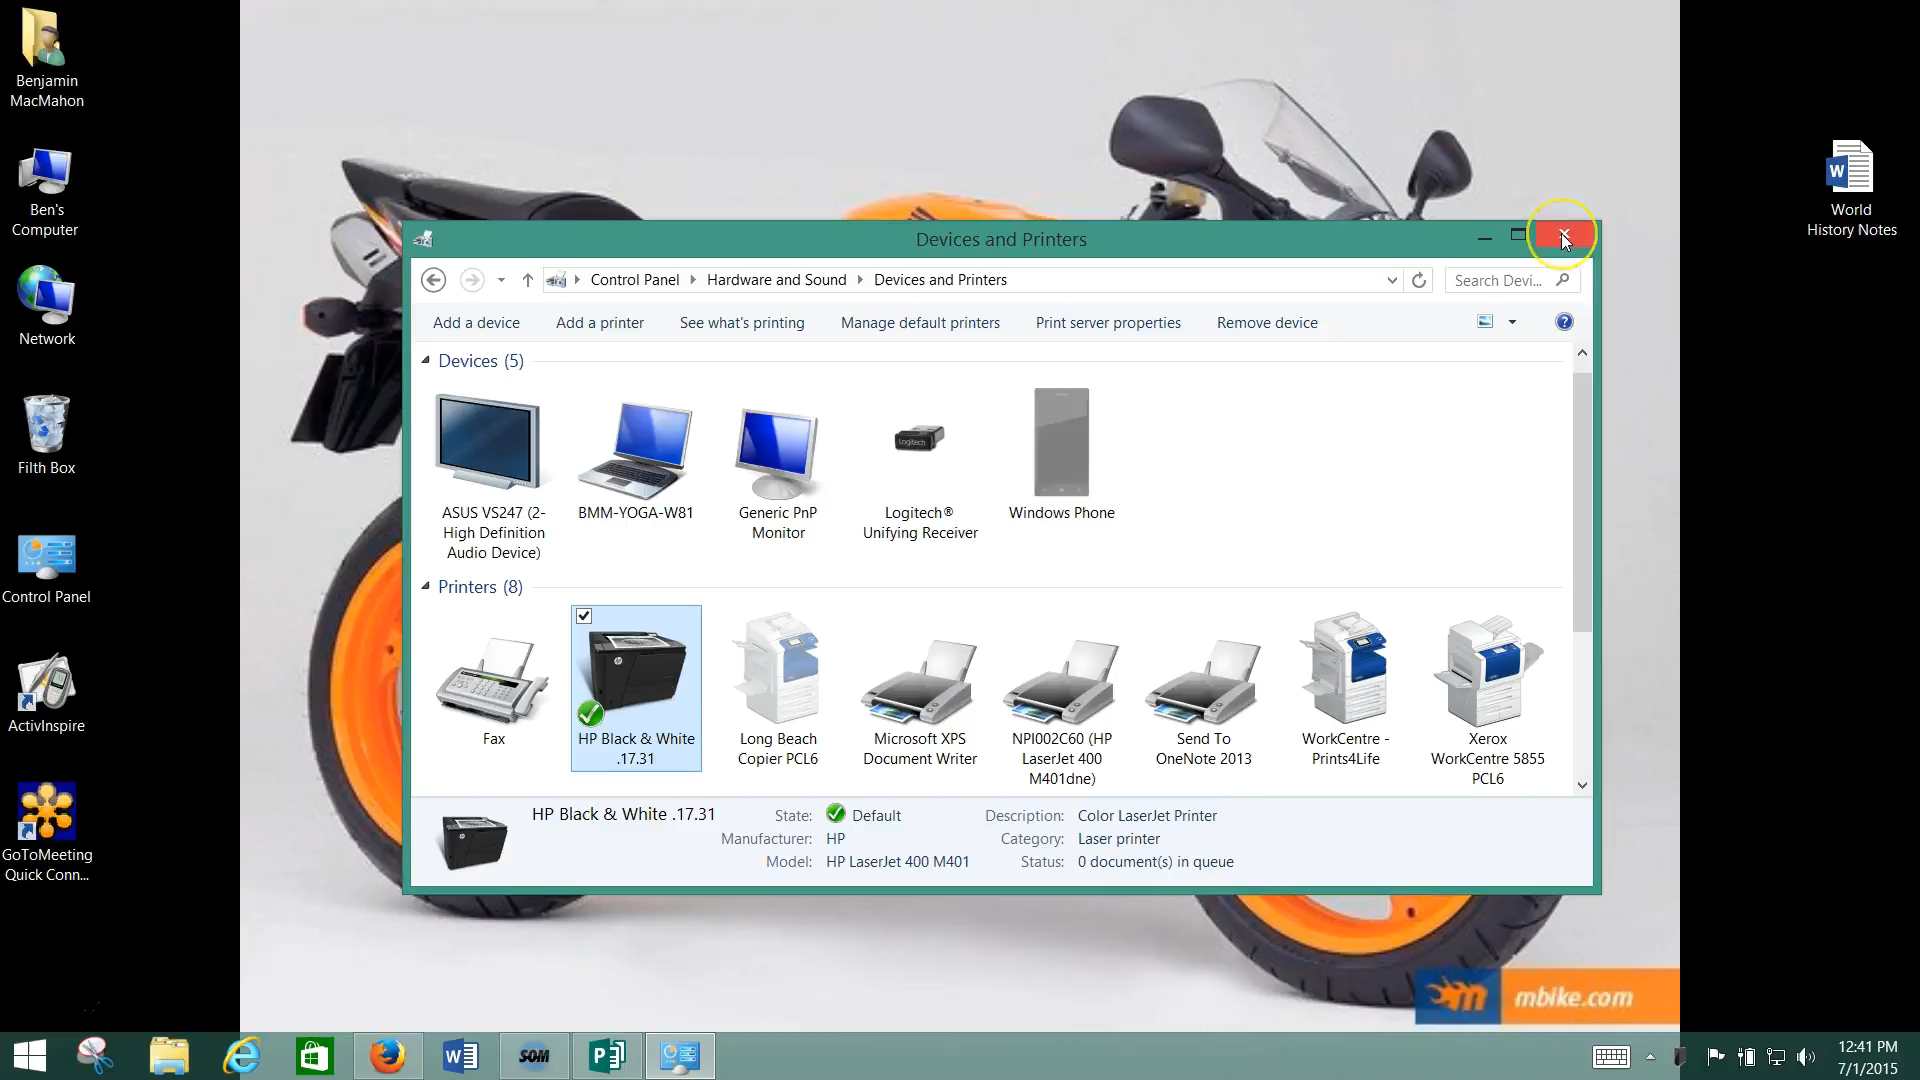 Benjamin
MacMahon
Ben's
Computer
Network
Filth Box
Control Panel
ActivInspire
GoToMeeting
Quick Conn...
World
History Notes
Devices and Printers
Control Panel Hardware and Sound Devices and Printers
Search Devi...
Add a device Add a printer See what's printing Manage default printers Print server properties Remove device
Devices (5)
ASUS VS247 (2-
High Definition
Audio Device)
BMM-YOGA-W81
Generic PnP
Monitor
Logitech
Logitech®
Unifying Receiver
Windows Phone
Printers (8)
Fax
HP Black & White
.17.31
Long Beach
Copier PCL6
Microsoft XPS
Document Writer
NPI002C60 (HP
LaserJet 400
M401dne)
Send To
OneNote 2013
WorkCentre -
Prints4Life
Xerox
WorkCentre 5855
PCL6
HP Black & White .17.31
State: Default
Manufacturer: HP
Model: HP LaserJet 400 M401
Description: Color LaserJet Printer
Category: Laser printer
Status: 0 document(s) in queue
mbike.com
SOM
12:41 PM
7/1/2015